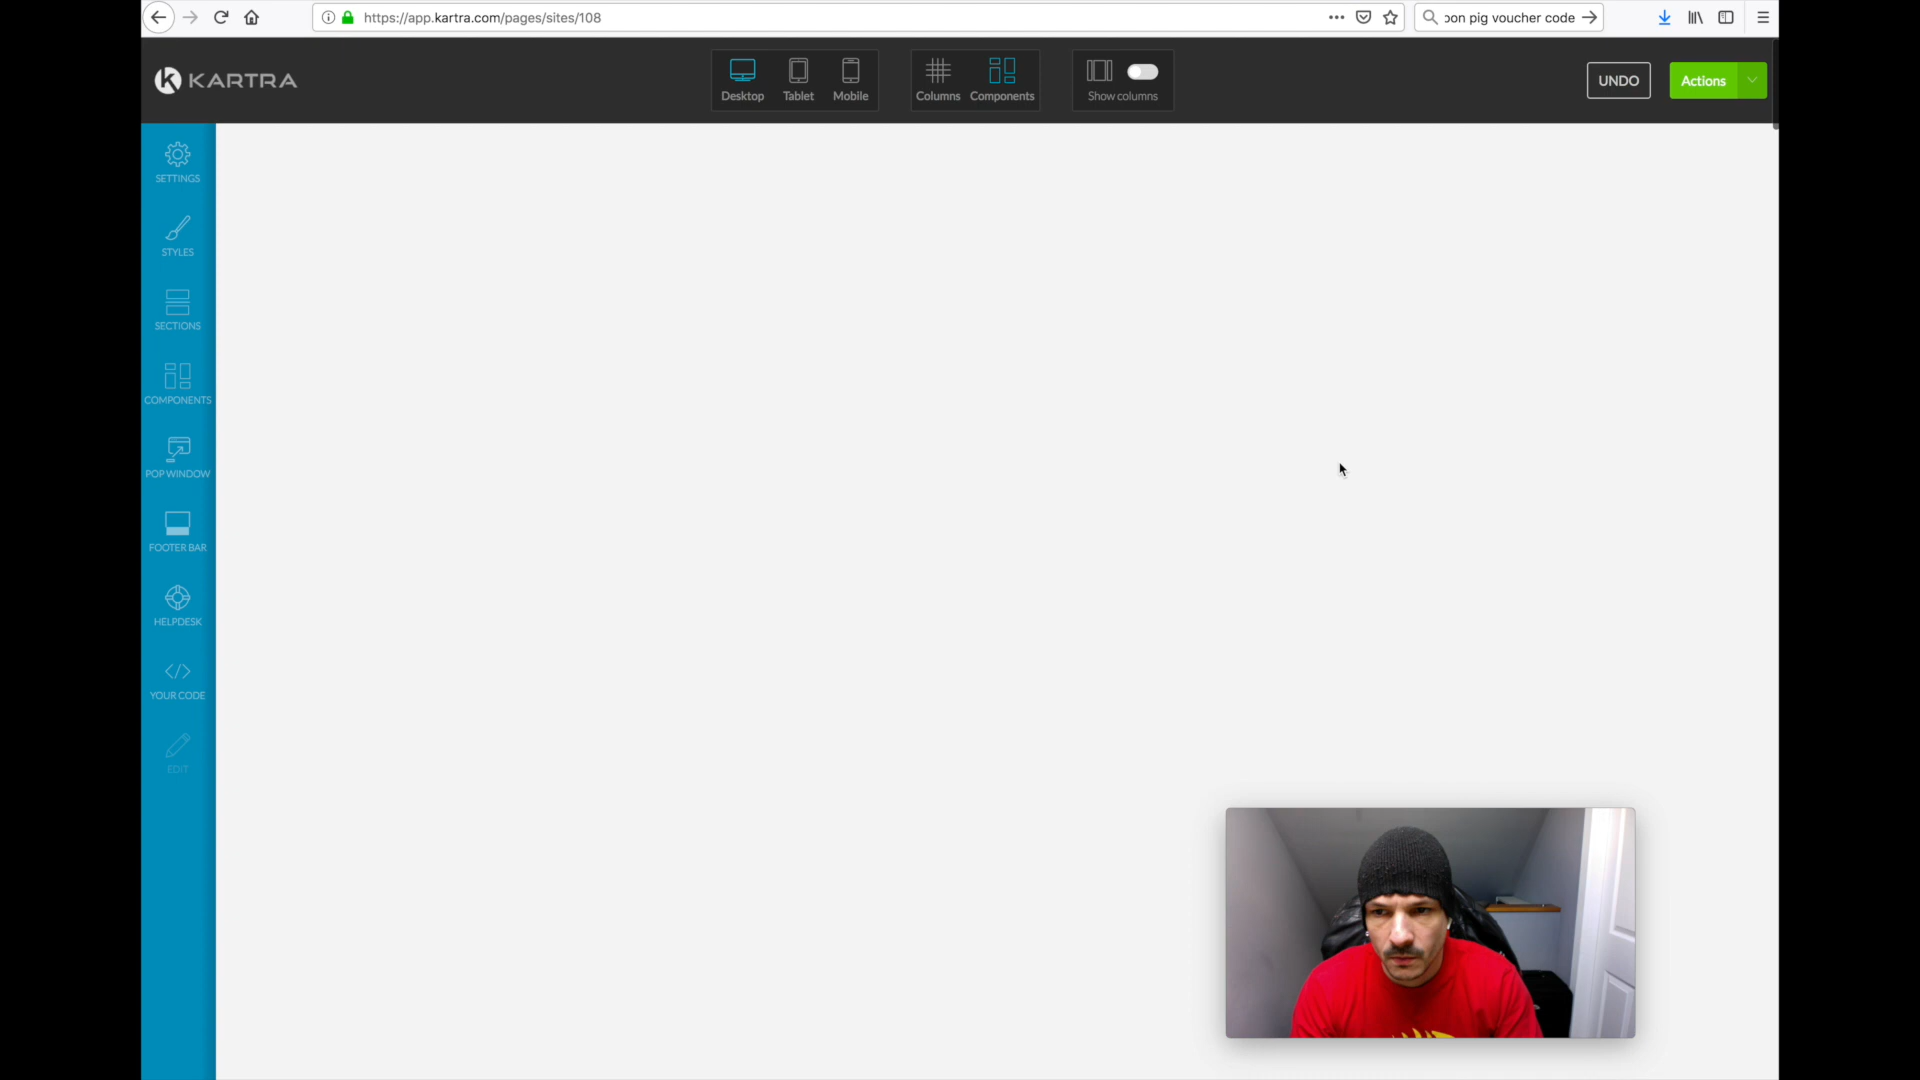 https://app.kartra.com/pages/sites/108
oon pig voucher code
KARTRA
Desktop
Tablet
Mobile
Columns
Components
Show columns
UNDO
Actions
SETTINGS
STYLES
SECTIONS
COMPONENTS
POP WINDOW
FOOTER BAR
HELPDESK
YOUR CODE
EDIT